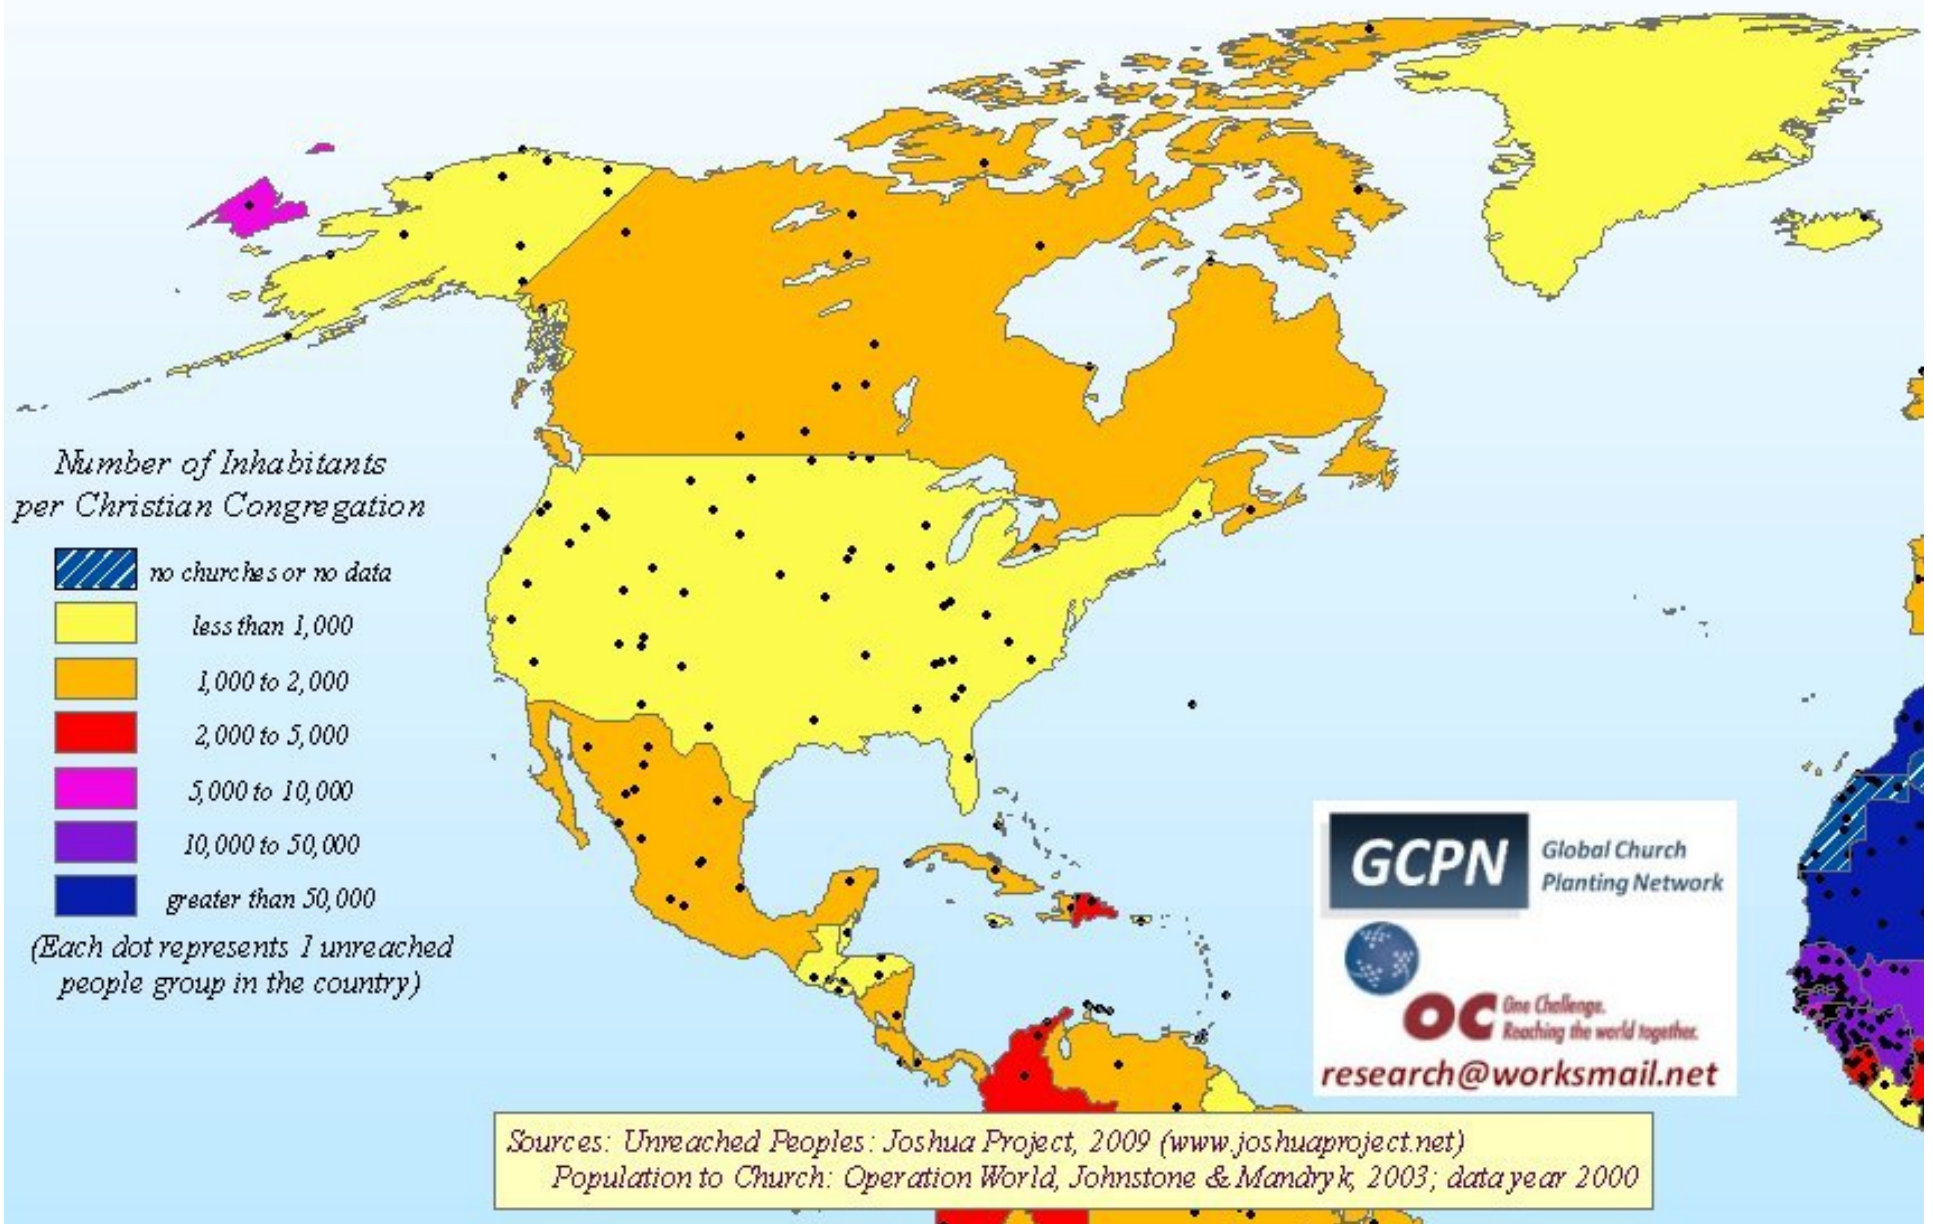 Number of Inhabitants
per Christian Congregation
no churches or no data
less than 1,000
1,000 to 2,000
2,000 to 5,000
5,000 to 10,000
10,000 to 50,000
greater than 50,000
(Each dot represents 1 unreached
people group in the country)
GCPN
Global Church
Planting Network
OC
One Challenge.
Reaching the world together.
research@worksmail.net
Sources: Unreached Peoples: Joshua Project, 2009 (www.joshuaproject.net)
Population to Church: Operation World, Johnstone & Mandryk, 2003; data year 2000